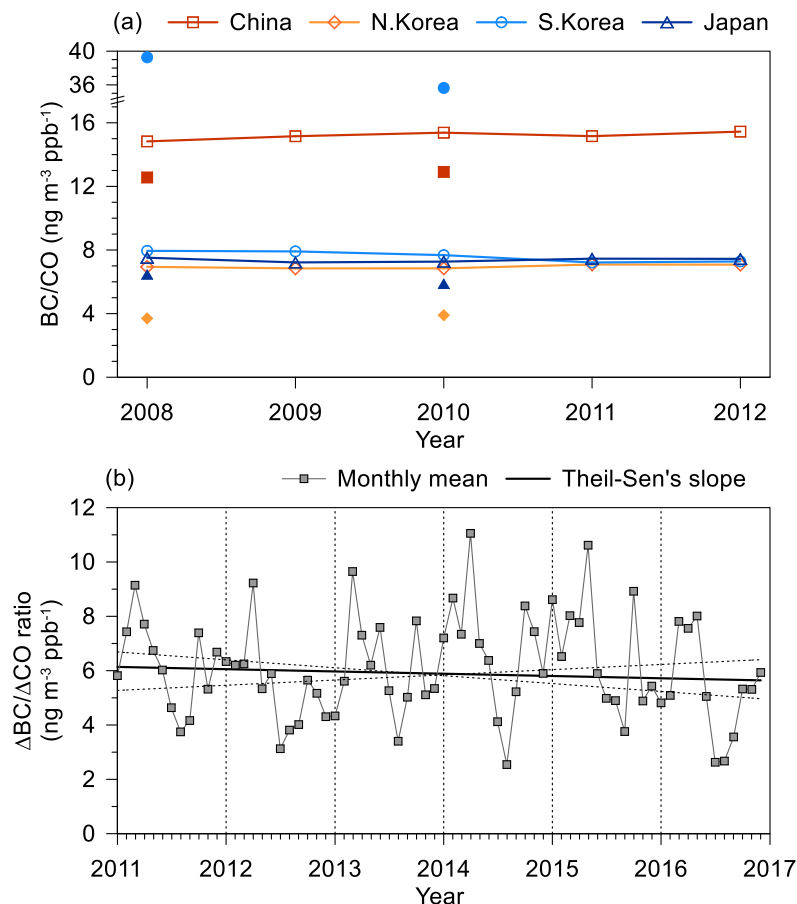 (a) China N.Korea S.Korea Japan
40
36
16
12
8
4
0
BC/CO (ng m⁻³ ppb⁻¹)
2008 2009 2010 2011 2012
Year
(b) Monthly mean Theil-Sen's slope
12
10
8
6
4
2
0
ΔBC/ΔCO ratio
(ng m⁻³ ppb⁻¹)
2011 2012 2013 2014 2015 2016 2017
Year